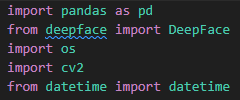 import pandas as pd
from deepface import DeepFace
import os
import cv2
from datetime import datetime